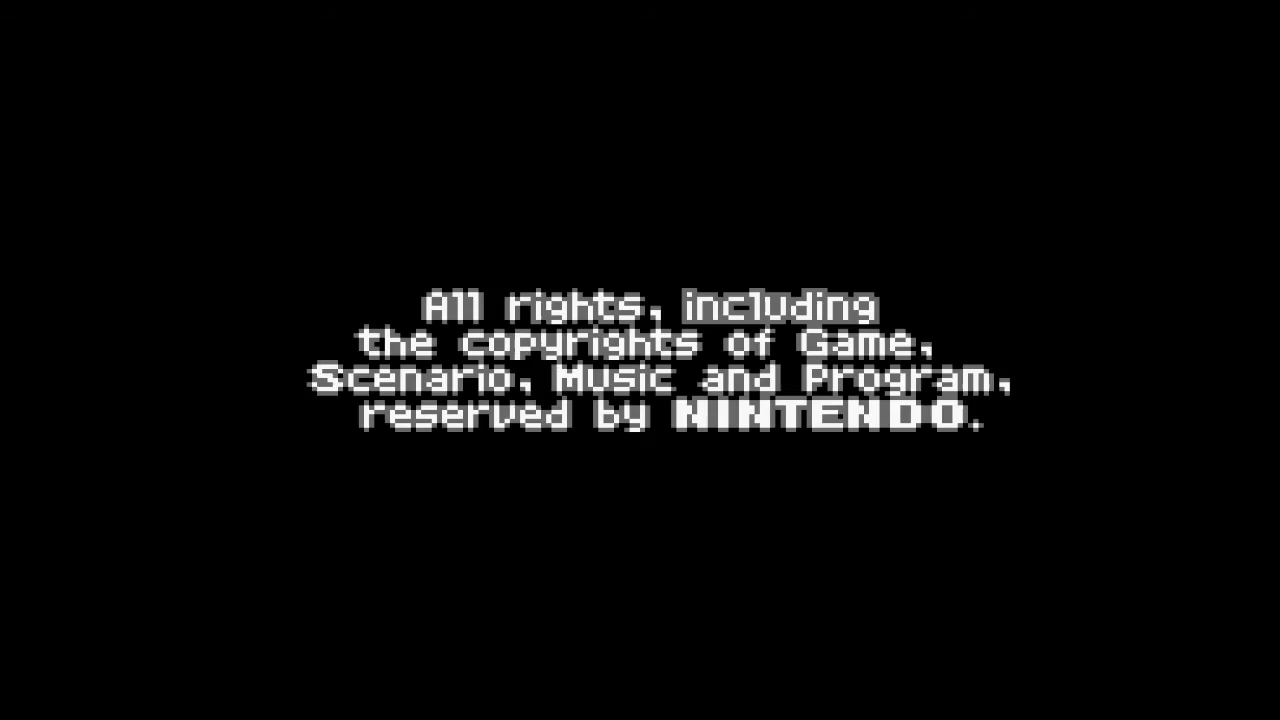 All rights, including
the copyrights of Game,
Scenario, Music and Program,
reserved by NINTENDO.